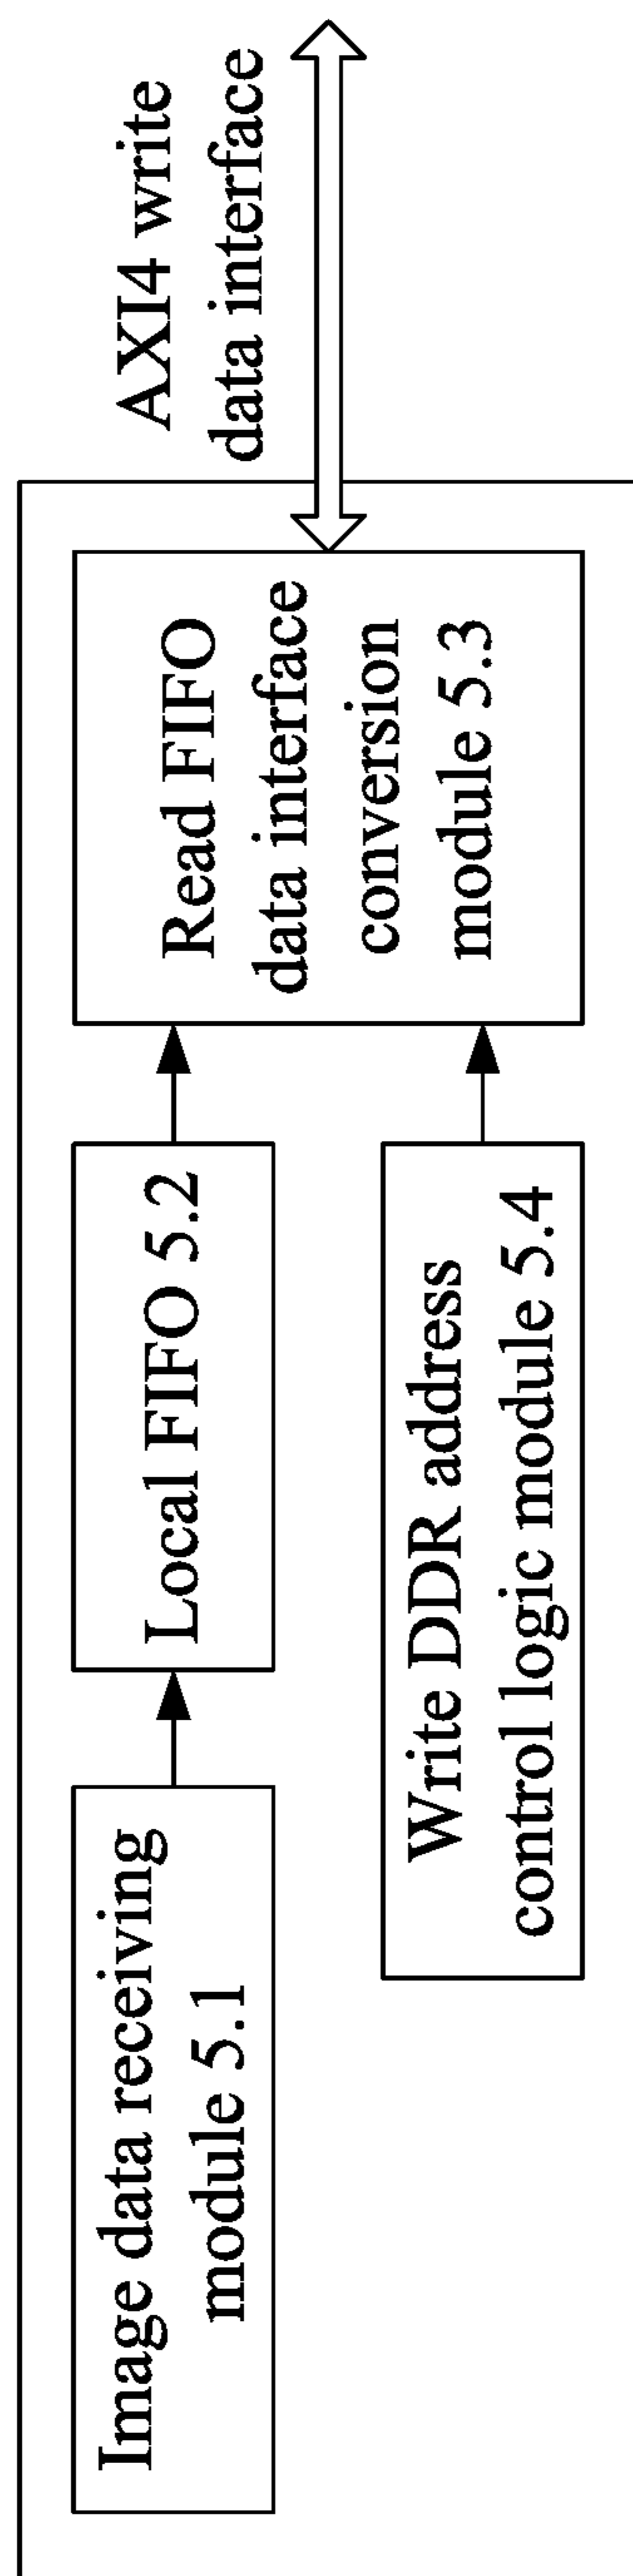 Image data receiving
module 5.1
Local FIFO 5.2
Read FIFO
data interface
conversion
module 5.3
AXI4 write
data interface
Write DDR address
control logic module 5.4